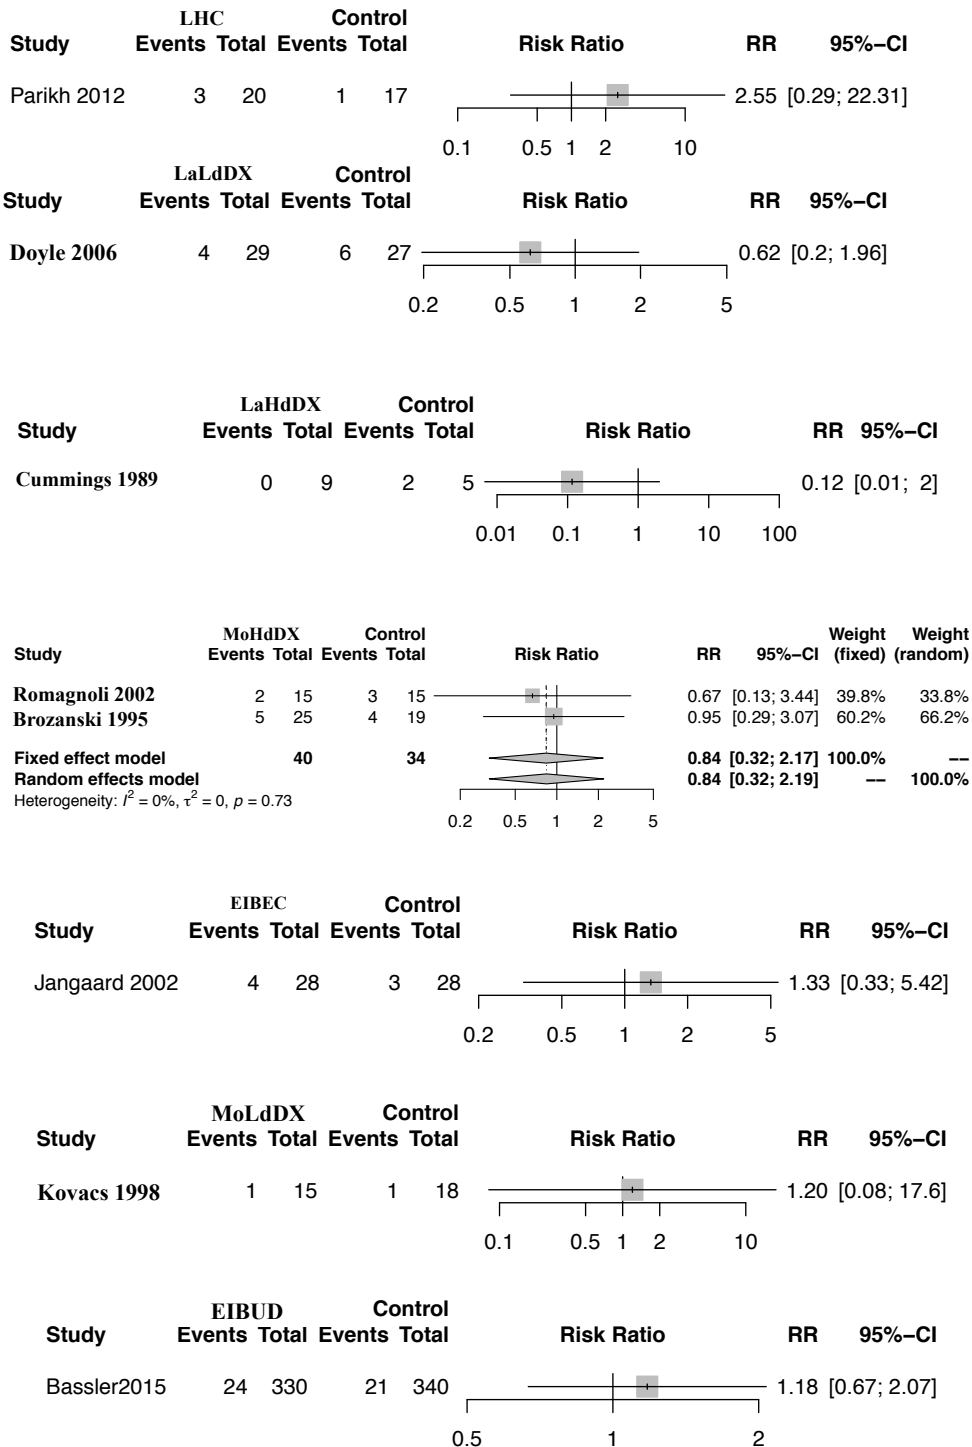 LHC Control
Study Events Total Events Total Risk Ratio RR 95%−CI
Parikh 2012 3 20 1 17 2.55 [0.29; 22.31]
0.1 0.5 1 2 10
LaLdDX Control
Study Events Total Events Total Risk Ratio RR 95%−CI
Doyle 2006 4 29 6 27 0.62 [0.2; 1.96]
0.2 0.5 1 2 5
LaHdDX Control
Study Events Total Events Total Risk Ratio RR 95%−CI
Cummings 1989 0 9 2 5 0.12 [0.01; 2]
0.01 0.1 1 10 100
MoHdDX Control Weight Weight
Study Events Total Events Total Risk Ratio RR 95%−CI (fixed) (random)
Romagnoli 2002 2 15 3 15 0.67 [0.13; 3.44] 39.8% 33.8%
Brozanski 1995 5 25 4 19 0.95 [0.29; 3.07] 60.2% 66.2%
Fixed effect model 40 34 0.84 [0.32; 2.17] 100.0% −−
Random effects model 0.84 [0.32; 2.19] −− 100.0%
Heterogeneity: I² = 0%, τ² = 0, p = 0.73
0.2 0.5 1 2 5
EIBEC Control
Study Events Total Events Total Risk Ratio RR 95%−CI
Jangaard 2002 4 28 3 28 1.33 [0.33; 5.42]
0.2 0.5 1 2 5
MoLdDX Control
Study Events Total Events Total Risk Ratio RR 95%−CI
Kovacs 1998 1 15 1 18 1.20 [0.08; 17.6]
0.1 0.5 1 2 10
EIBUD Control
Study Events Total Events Total Risk Ratio RR 95%−CI
Bassler2015 24 330 21 340 1.18 [0.67; 2.07]
0.5 1 2